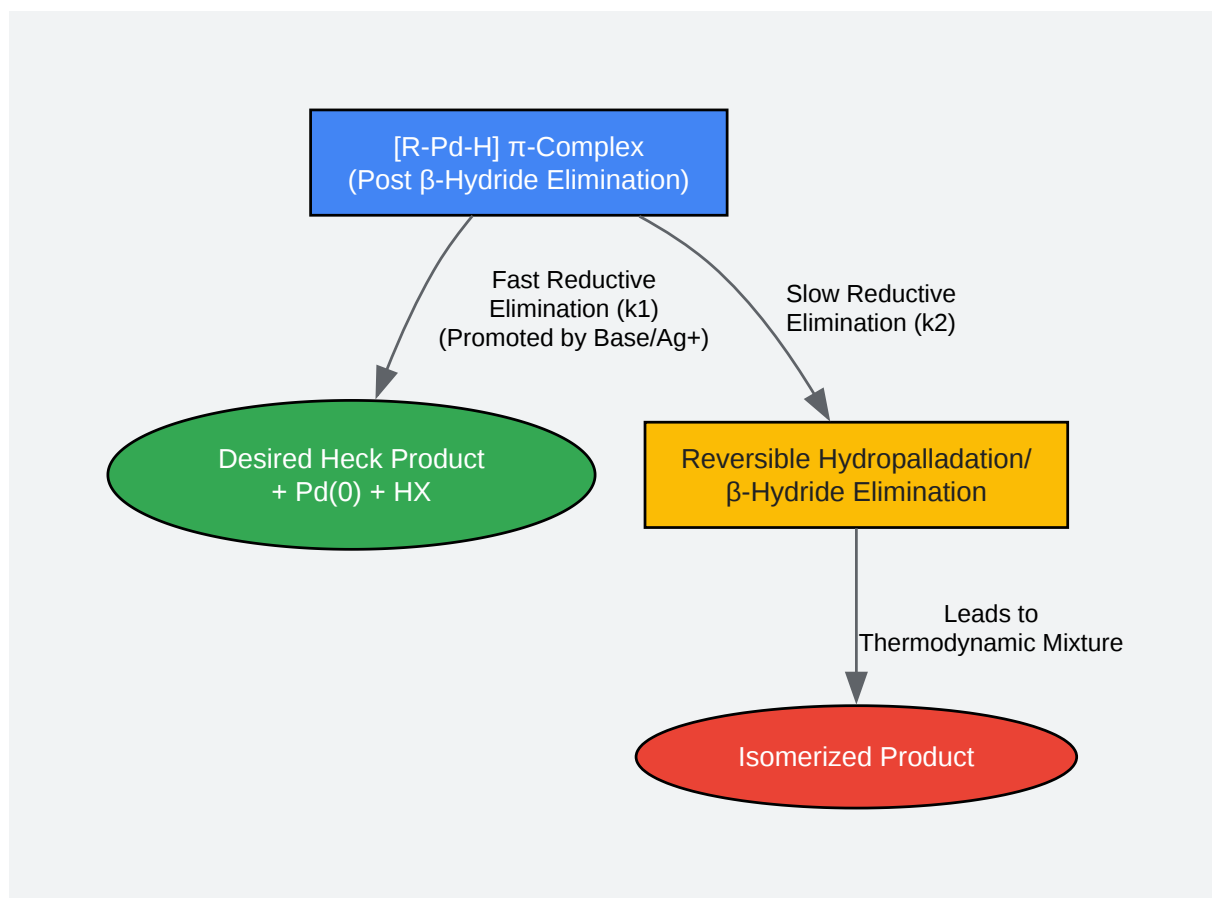 [R-Pd-H] π-Complex
(Post β-Hydride Elimination)
Fast Reductive
Elimination (k1)
(Promoted by Base/Ag+)
Slow Reductive
Elimination (k2)
Desired Heck Product
+ Pd(0) + HX
Reversible Hydropalladation/
β-Hydride Elimination
Leads to
Thermodynamic Mixture
Isomerized Product